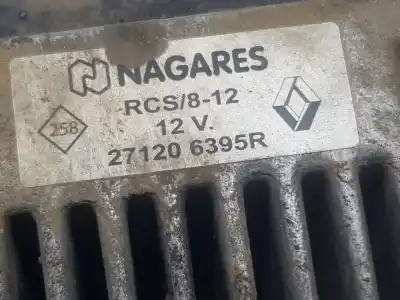 NAGARES
RCS/8-12
258
12 V.
27120 6395R